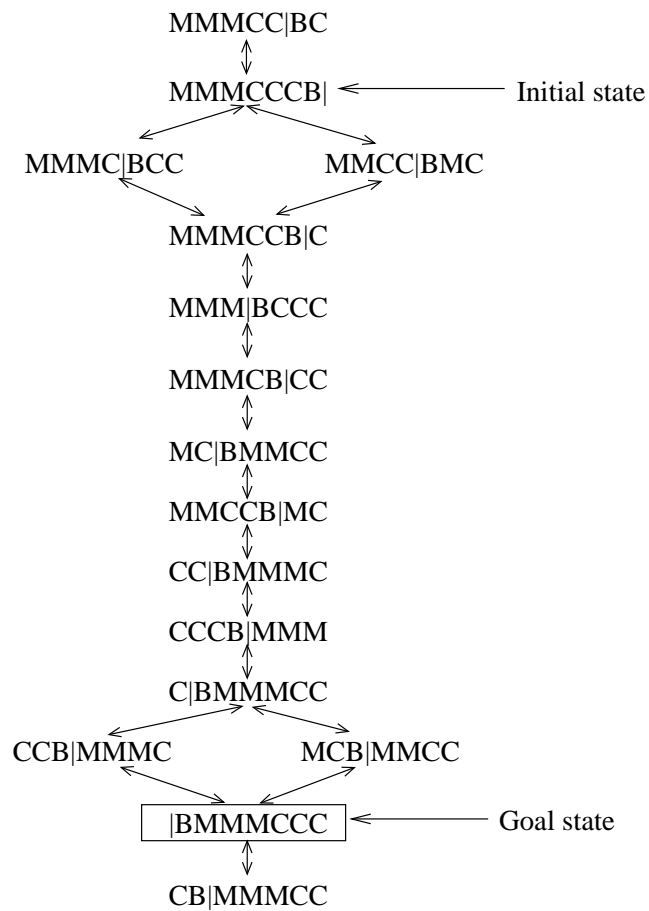 MMMCC|BC
MMMCCCB|
Initial state
MMMC|BCC
MMCC|BMC
MMMCCB|C
MMM|BCCC
MMMCB|CC
MC|BMMCC
MMCCB|MC
CC|BMMMC
CCCB|MMM
C|BMMMCC
CCB|MMMC
MCB|MMCC
|BMMMCCC
Goal state
CB|MMMCC